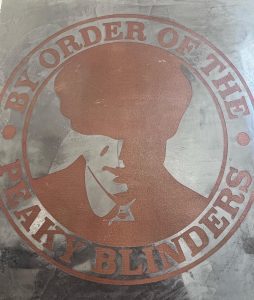 BY ORDER OF THE
PEAKY BLINDERS